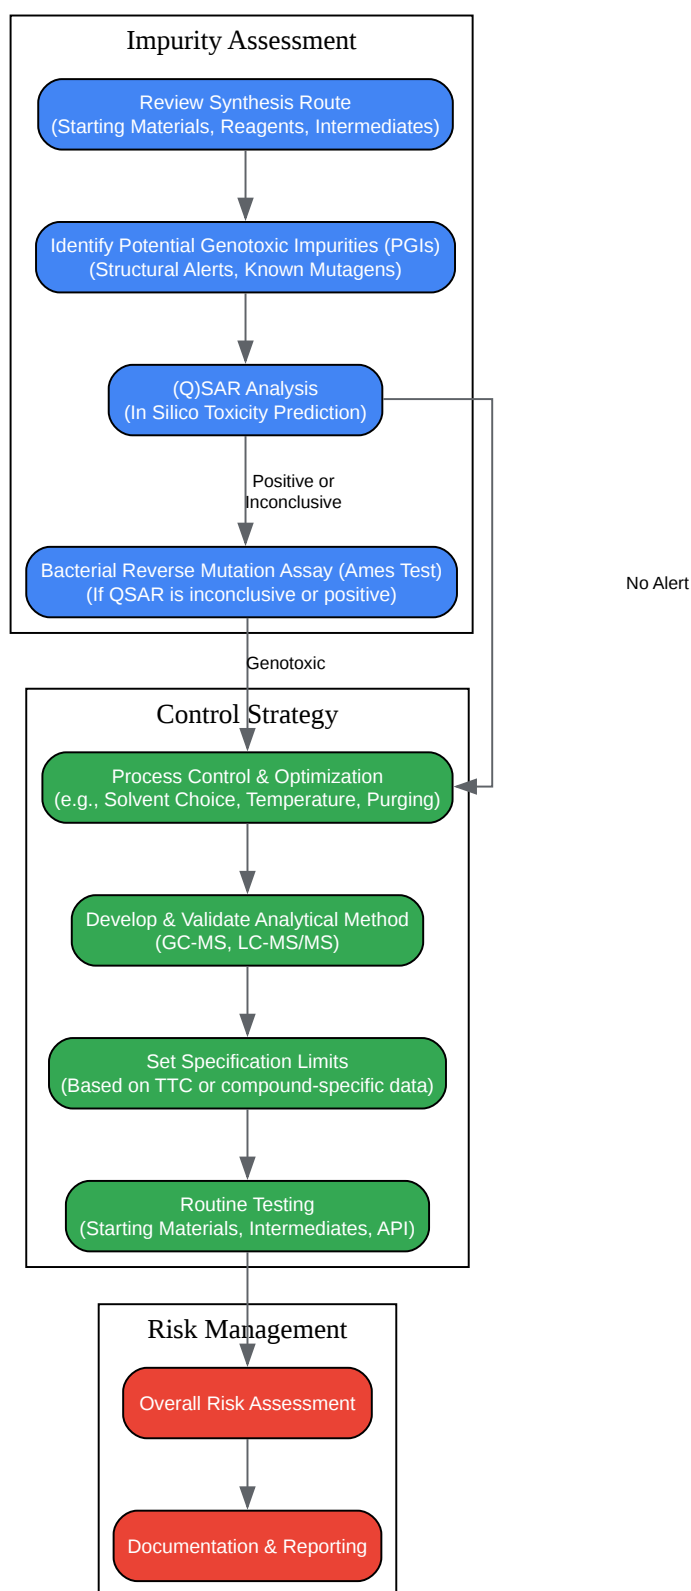 Impurity Assessment
Review Synthesis Route
(Starting Materials, Reagents, Intermediates)
Identify Potential Genotoxic Impurities (PGIs)
(Structural Alerts, Known Mutagens)
(Q)SAR Analysis
(In Silico Toxicity Prediction)
Positive or
Inconclusive
Bacterial Reverse Mutation Assay (Ames Test)
(If QSAR is inconclusive or positive)
No Alert
Genotoxic
Control Strategy
Process Control & Optimization
(e.g., Solvent Choice, Temperature, Purging)
Develop & Validate Analytical Method
(GC-MS, LC-MS/MS)
Set Specification Limits
(Based on TTC or compound-specific data)
Routine Testing
(Starting Materials, Intermediates, API)
Risk Management
Overall Risk Assessment
Documentation & Reporting